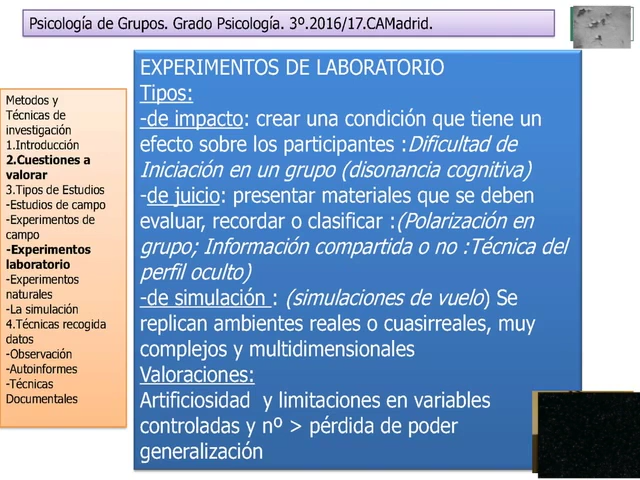 Psicología de Grupos. Grado Psicología. 3º.2016/17.CAMadrid.
Metodos y
Técnicas de
investigación
1.Introducción
2.Cuestiones a
valorar
3.Tipos de Estudios
-Estudios de campo
-Experimentos de
campo
-Experimentos
laboratorio
-Experimentos
naturales
-La simulación
4.Técnicas recogida
datos
-Observación
-Autoinformes
-Técnicas
Documentales
EXPERIMENTOS DE LABORATORIO
Tipos:
-de impacto: crear una condición que tiene un
efecto sobre los participantes :Dificultad de
Iniciación en un grupo (disonancia cognitiva)
-de juicio: presentar materiales que se deben
evaluar, recordar o clasificar :(Polarización en
grupo; Información compartida o no :Técnica del
perfil oculto)
-de simulación : (simulaciones de vuelo) Se
replican ambientes reales o cuasirreales, muy
complejos y multidimensionales
Valoraciones:
Artificiosidad y limitaciones en variables
controladas y nº > pérdida de poder
generalización